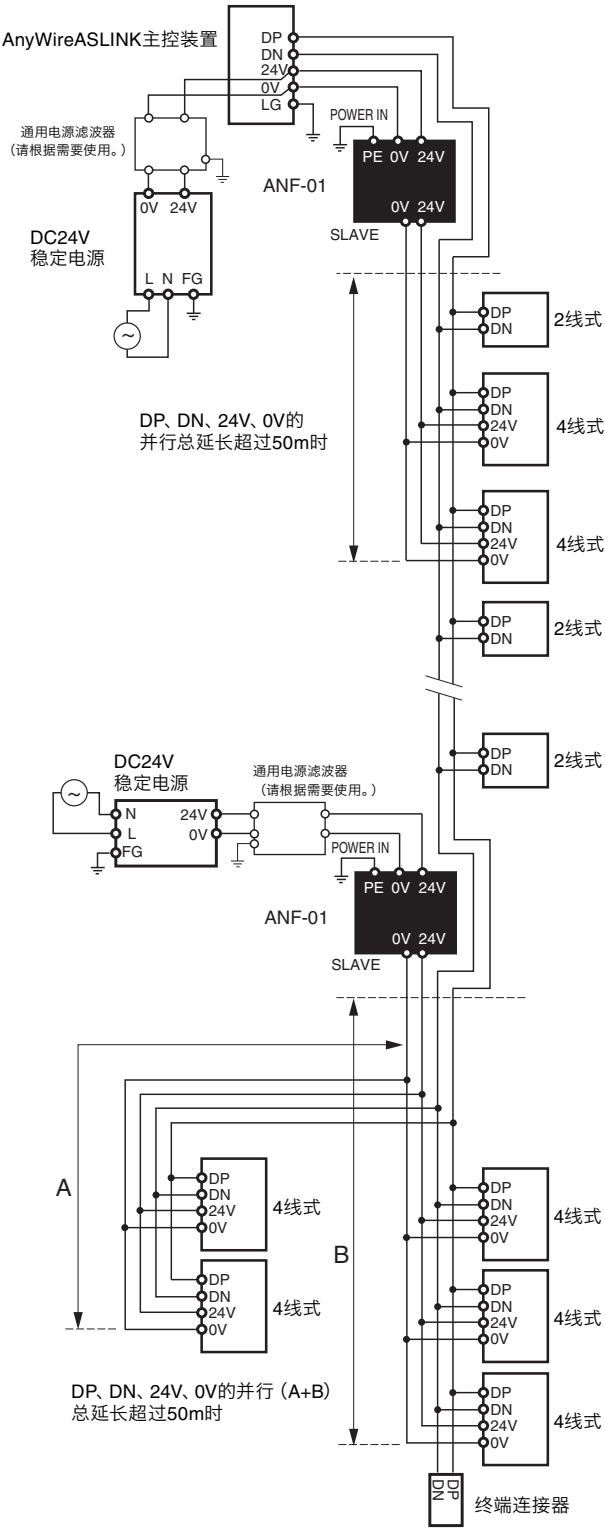 AnyWireASLINK主控装置
DP
DN
24V
0V
LG
通用电源滤波器
（请根据需要使用。）
0V 24V
DC24V
稳定电源
L N FG
~
POWER IN
PE 0V 24V
ANF-01
0V 24V
SLAVE
DP
DN
2线式
DP、DN、24V、0V的
并行总延长超过50m时
DP
DN
24V
0V
4线式
DP
DN
24V
0V
4线式
DP
DN
2线式
DP
DN
2线式
DC24V
稳定电源
通用电源滤波器
（请根据需要使用。）
~
N
L
FG
24V
0V
POWER IN
PE 0V 24V
ANF-01
0V 24V
SLAVE
A
DP
DN
24V
0V
4线式
DP
DN
24V
0V
4线式
B
DP
DN
24V
0V
4线式
DP
DN
24V
0V
4线式
DP、DN、24V、0V的并行（A+B）
总延长超过50m时
DP
DN
24V
0V
4线式
DP
DN
终端连接器